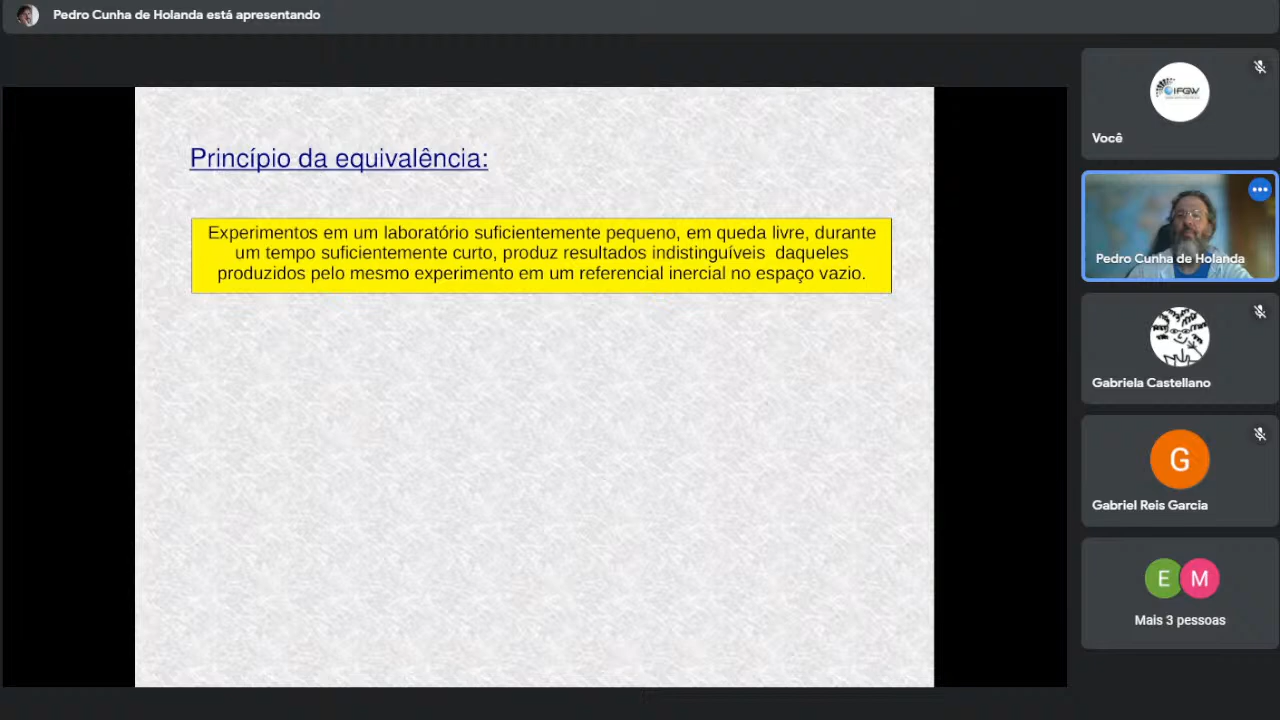 Pedro Cunha de Holanda está apresentando
Princípio da equivalência:
Experimentos em um laboratório suficientemente pequeno, em queda livre, durante
um tempo suficientemente curto, produz resultados indistinguíveis daqueles
produzidos pelo mesmo experimento em um referencial inercial no espaço vazio.
IFGW
Você
Pedro Cunha de Holanda
Gabriela Castellano
G
Gabriel Reis Garcia
E M
Mais 3 pessoas